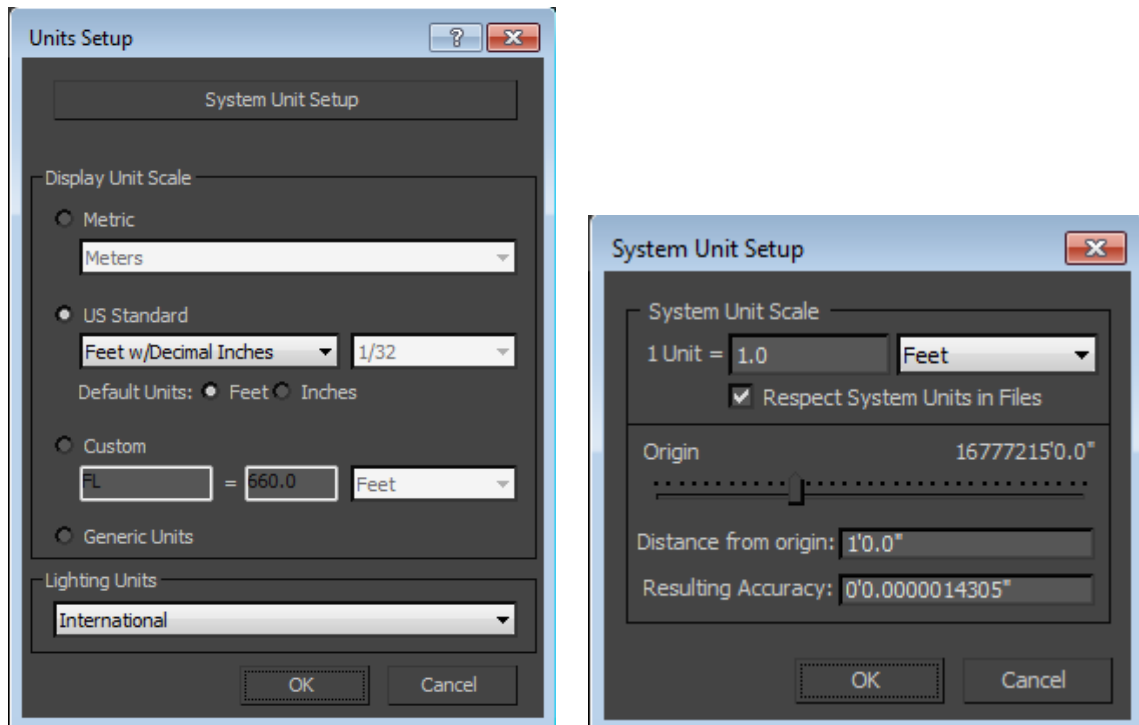 Units Setup
System Unit Setup
Display Unit Scale
Metric
Meters
US Standard
Feet w/Decimal Inches 1/32
Default Units: Feet Inches
Custom
FL = 660.0 Feet
Generic Units
Lighting Units
International
OK Cancel
System Unit Setup
System Unit Scale
1 Unit = 1.0 Feet
Respect System Units in Files
Origin 16777215'0.0"
Distance from origin: 1'0.0"
Resulting Accuracy: 0'0.0000014305"
OK Cancel